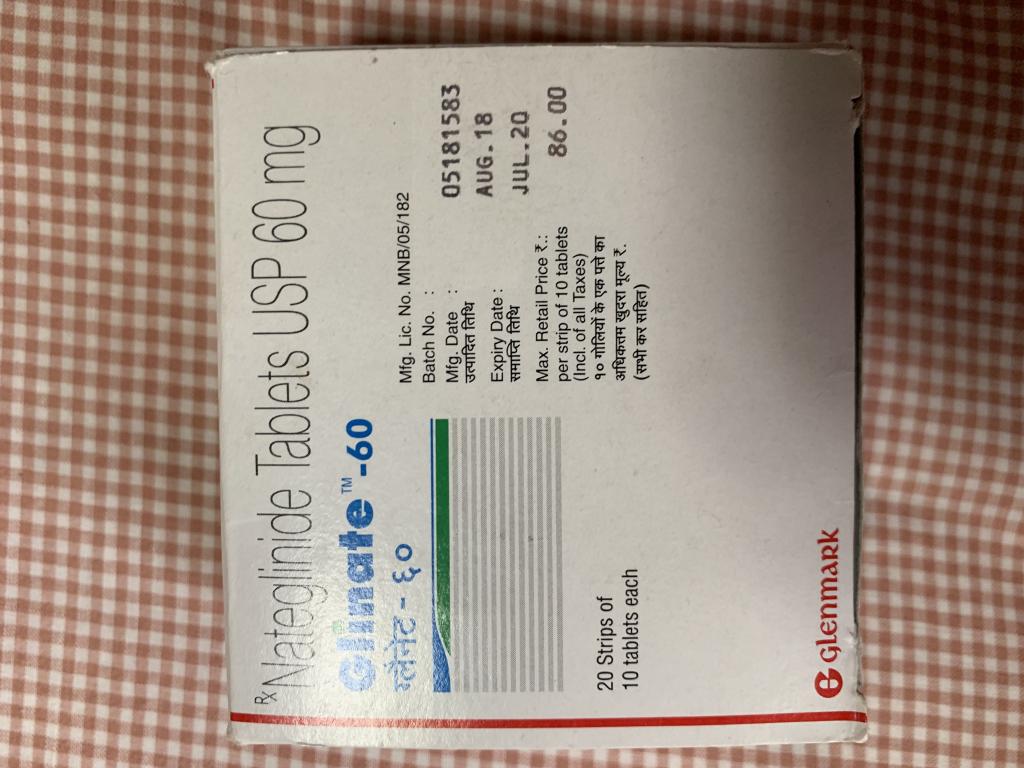 Rx Nateglinide Tablets USP 60 mg
Glinate™-60
ग्लैनेट - ६०
Mfg. Lic. No. MNB/05/182
Batch No. : 05181583
Mfg. Date : AUG.18
उत्पादित तिथि
Expiry Date : JUL.20
समाप्ति तिथि
Max. Retail Price ₹.: 86.00
per strip of 10 tablets
(Incl. of all Taxes)
१० गोलियों के एक पत्ते का
अधिकतम खुदरा मूल्य रु.
(सभी कर सहित)
20 Strips of
10 tablets each
glenmark